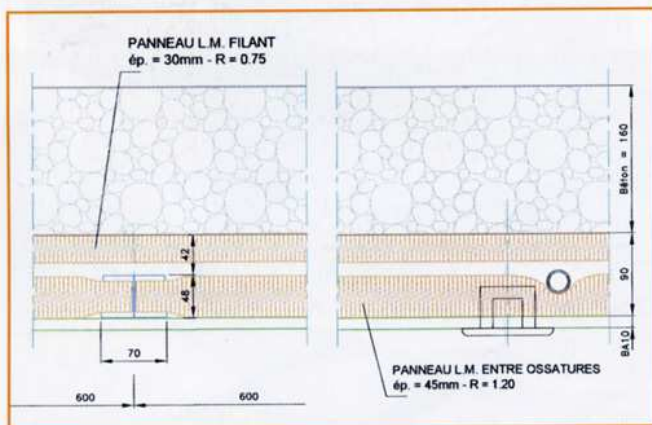 PANNEAU L.M. FILANT
ép. = 30mm - R = 0.75
Béton = 160
42
48
90
BA10
70
600
600
PANNEAU L.M. ENTRE OSSATURES
ép. = 45mm - R = 1.20